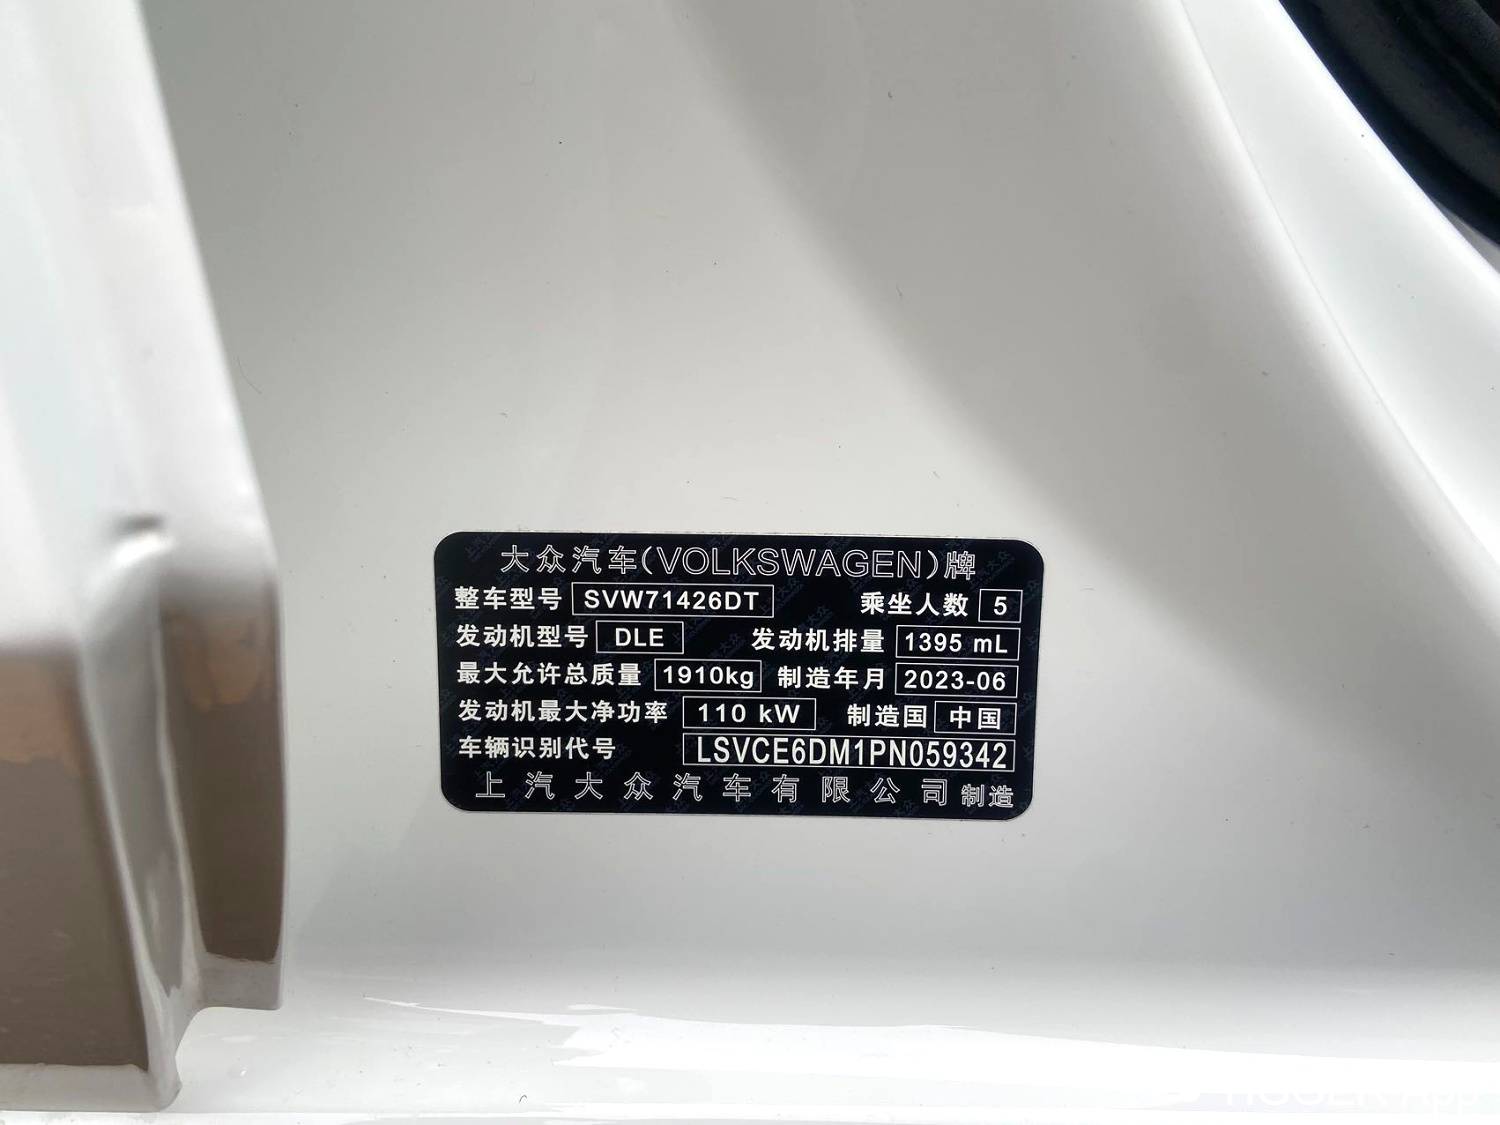 大众汽车(VOLKSWAGEN)牌
整车型号 SVW71426DT 乘坐人数 5
发动机型号 DLE 发动机排量 1395 mL
最大允许总质量 1910kg 制造年月 2023-06
发动机最大净功率 110 kW 制造国 中国
车辆识别代号 LSVCE6DM1PN059342
上汽大众汽车有限公司制造